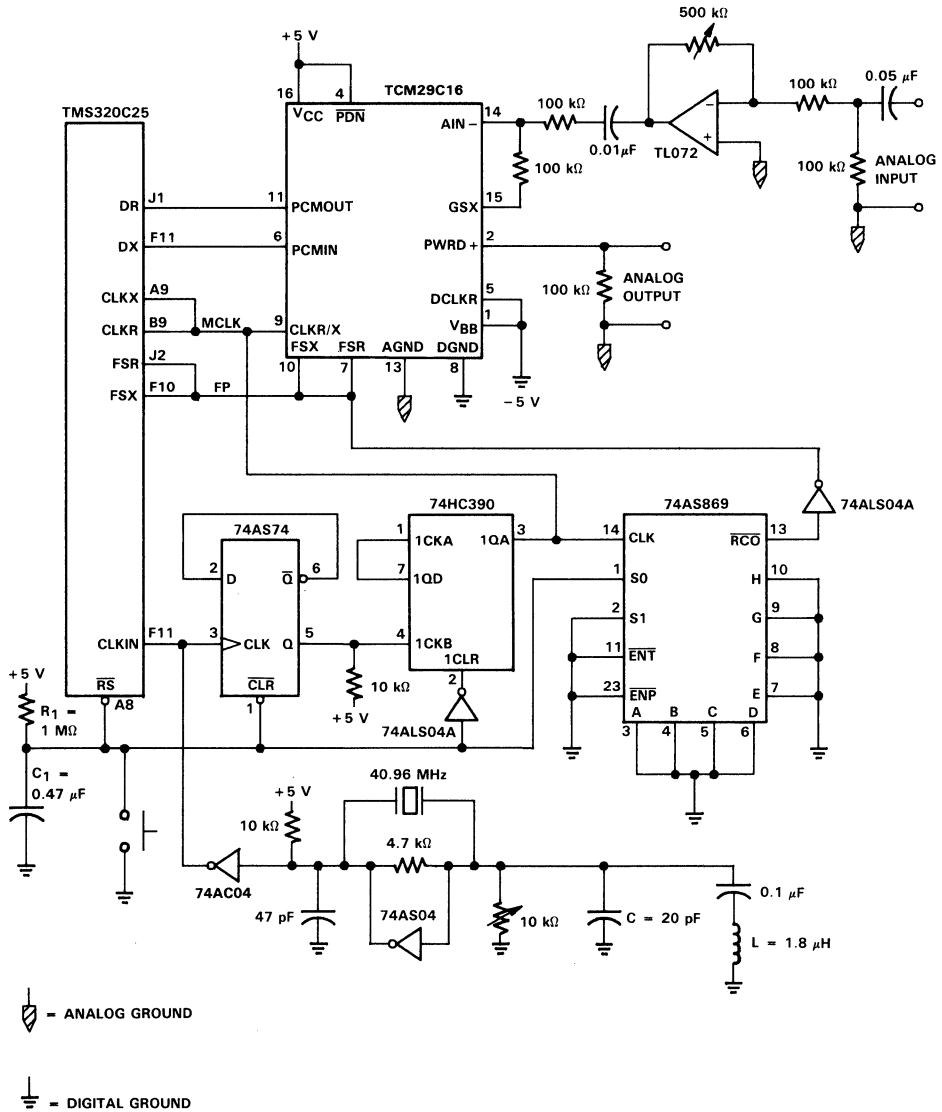 500 kΩ
+5 V
16
4
TCM29C16
VCC
PDN
14
AIN−
100 kΩ
0.01µF
TL072
−
+
100 kΩ
0.05 µF
100 kΩ
ANALOG
INPUT
100 kΩ
15
GSX
TMS320C25
DR
J1
11
PCMOUT
DX
F11
6
PCMIN
PWRD+
2
100 kΩ
ANALOG
OUTPUT
CLKX
A9
DCLKR
5
CLKR
B9
MCLK
9
CLKR/X
VBB
1
FSR
J2
FSX
FSR
AGND
DGND
10
7
13
8
−5 V
FSX
F10
FP
74ALS04A
74HC390
74AS869
74AS74
1
1CKA
1QA
3
14
CLK
RCO
13
2
D
Q
6
7
1QD
1
S0
H
10
2
S1
G
9
CLKIN
F11
3
CLK
Q
5
4
1CKB
11
ENT
F
8
1CLR
2
10 kΩ
+5 V
74ALS04A
23
ENP
E
7
A
B
C
D
3
4
5
6
CLR
1
RS
A8
+5 V
R1 =
1 MΩ
C1 =
0.47 µF
40.96 MHz
+5 V
10 kΩ
4.7 kΩ
74AC04
47 pF
74AS04
10 kΩ
C = 20 pF
0.1 µF
L = 1.8 µH
= ANALOG GROUND
= DIGITAL GROUND